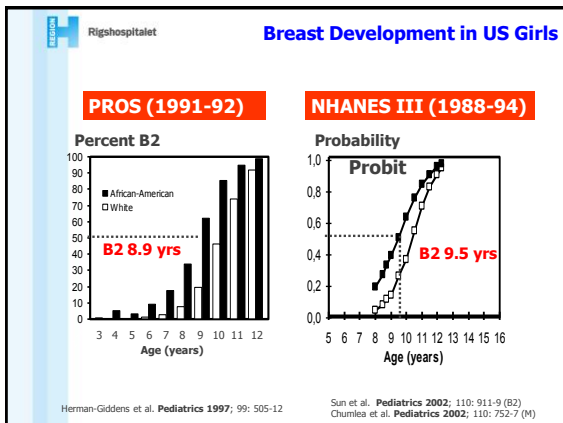 REGION
H
Rigshospitalet
Breast Development in US Girls
PROS (1991-92)
Percent B2
100
90
80
70
60
50
40
30
20
10
0
African-American
White
B2 8.9 yrs
3 4 5 6 7 8 9 10 11 12
Age (years)
Herman-Giddens et al. Pediatrics 1997; 99: 505-12
NHANES III (1988-94)
Probability
Probit
1,0
0,8
0,6
0,4
0,2
0,0
B2 9.5 yrs
5 6 7 8 9 10 11 12 13 14 15 16
Age (years)
Sun et al. Pediatrics 2002; 110: 911-9 (B2)
Chumlea et al. Pediatrics 2002; 110: 752-7 (M)